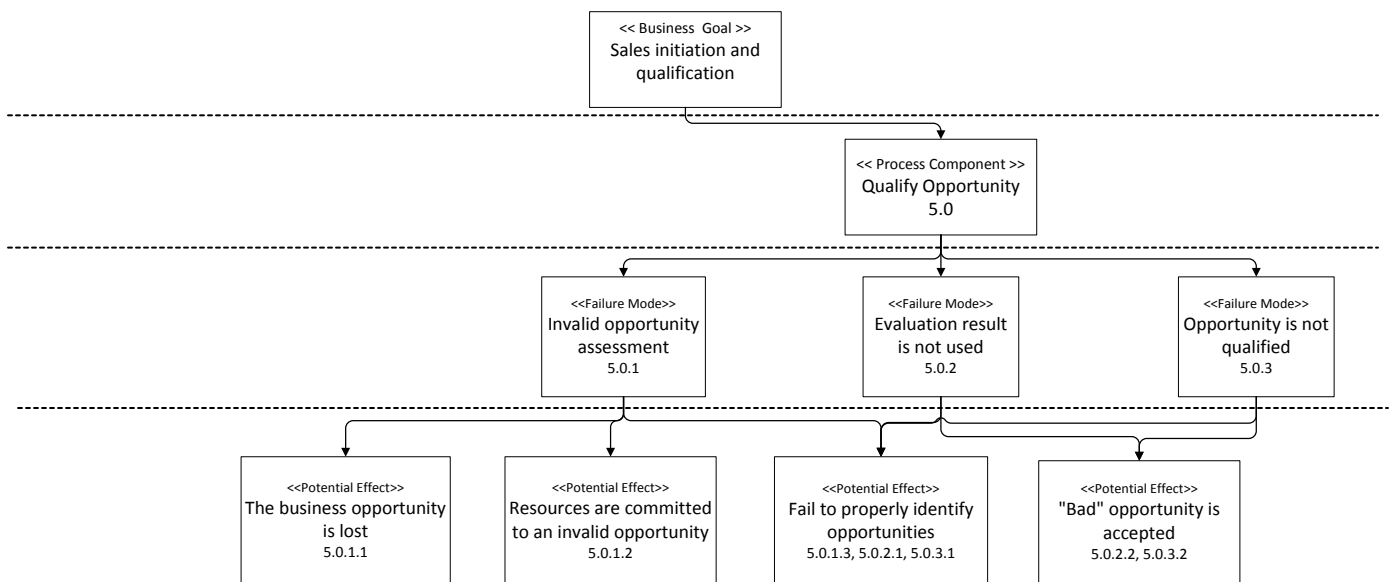 << Business  Goal >>
Sales initiation and
qualification
<< Process Component >>
Qualify Opportunity
5.0
<<Failure Mode>>
Invalid opportunity
assessment
5.0.1
<<Failure Mode>>
Evaluation result
is not used
5.0.2
<<Failure Mode>>
Opportunity is not
qualified
5.0.3
<<Potential Effect>>
The business opportunity
is lost
5.0.1.1
<<Potential Effect>>
Resources are committed
to an invalid opportunity
5.0.1.2
<<Potential Effect>>
Fail to properly identify
opportunities
5.0.1.3, 5.0.2.1, 5.0.3.1
<<Potential Effect>>
"Bad" opportunity is
accepted
5.0.2.2, 5.0.3.2